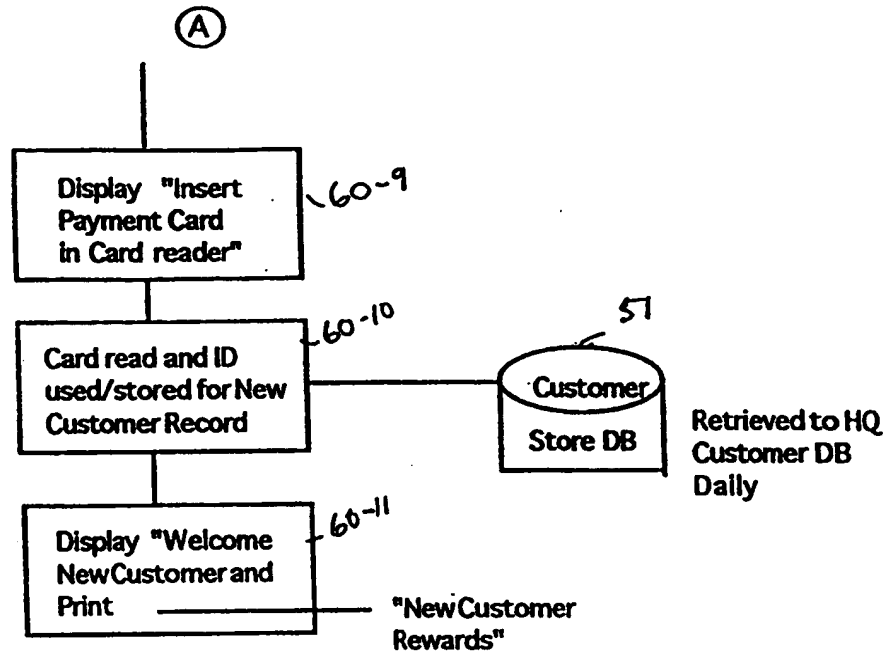 A
Display "Insert
Payment Card
in Card reader"
60-9
Card read and ID
used/stored for New
Customer Record
60-10
57
Customer
Store DB
Retrieved to HQ
Customer DB
Daily
Display "Welcome
New Customer and
Print
60-11
"New Customer
Rewards"